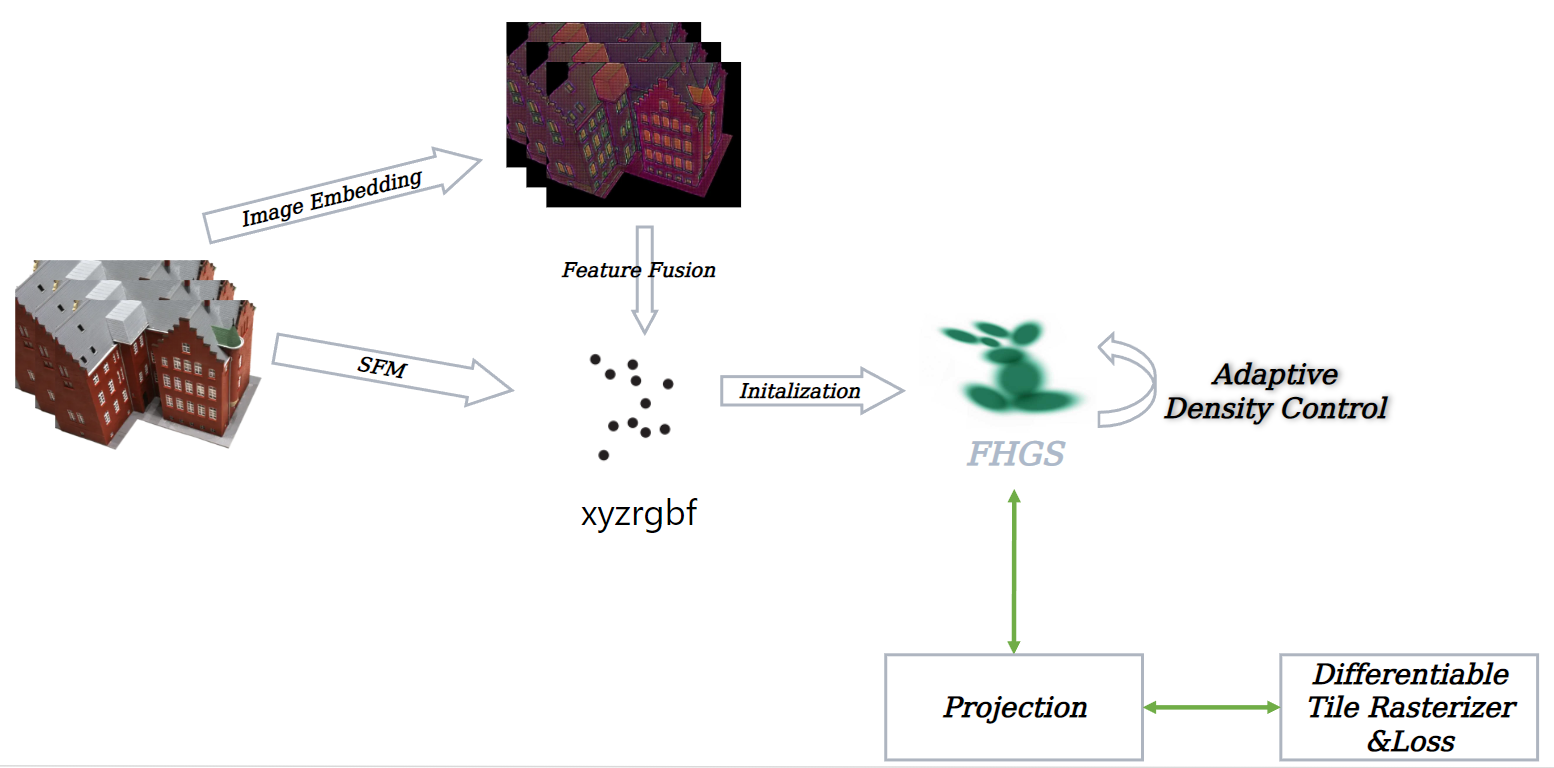 Image Embedding
Feature Fusion
SFM
Initalization
xyzrgbf
FHGS
Adaptive
Density Control
Projection
Differentiable
Tile Rasterizer
&Loss